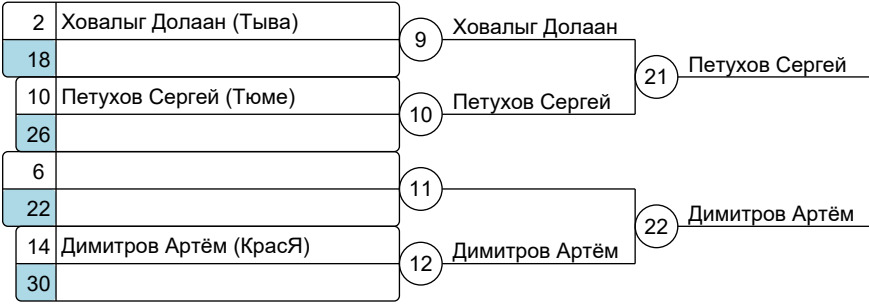 2 Ховалыг Долаан (Тыва)
18
9
Ховалыг Долаан
10 Петухов Сергей (Тюме)
26
10
Петухов Сергей
21
Петухов Сергей
6
22
11
14 Димитров Артём (КрасЯ)
30
12
Димитров Артём
22
Димитров Артём